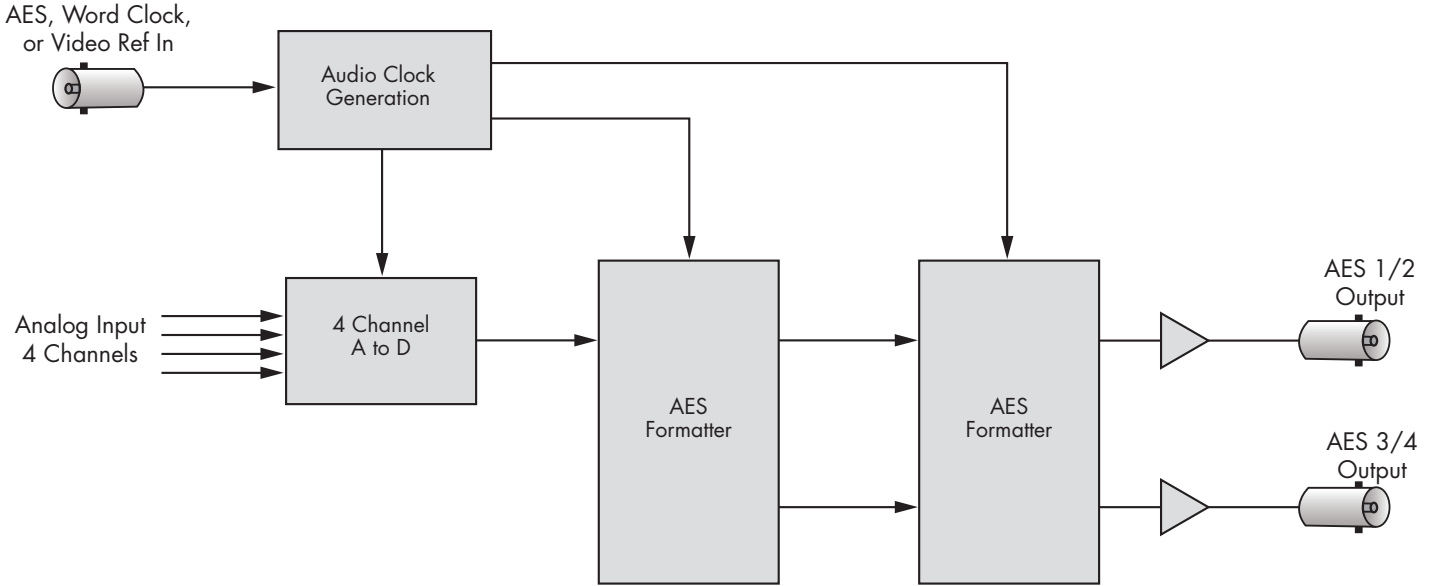 AES, Word Clock,
or Video Ref In
Audio Clock
Generation
Analog Input
4 Channels
4 Channel
A to D
AES
Formatter
AES
Formatter
AES 1/2
Output
AES 3/4
Output